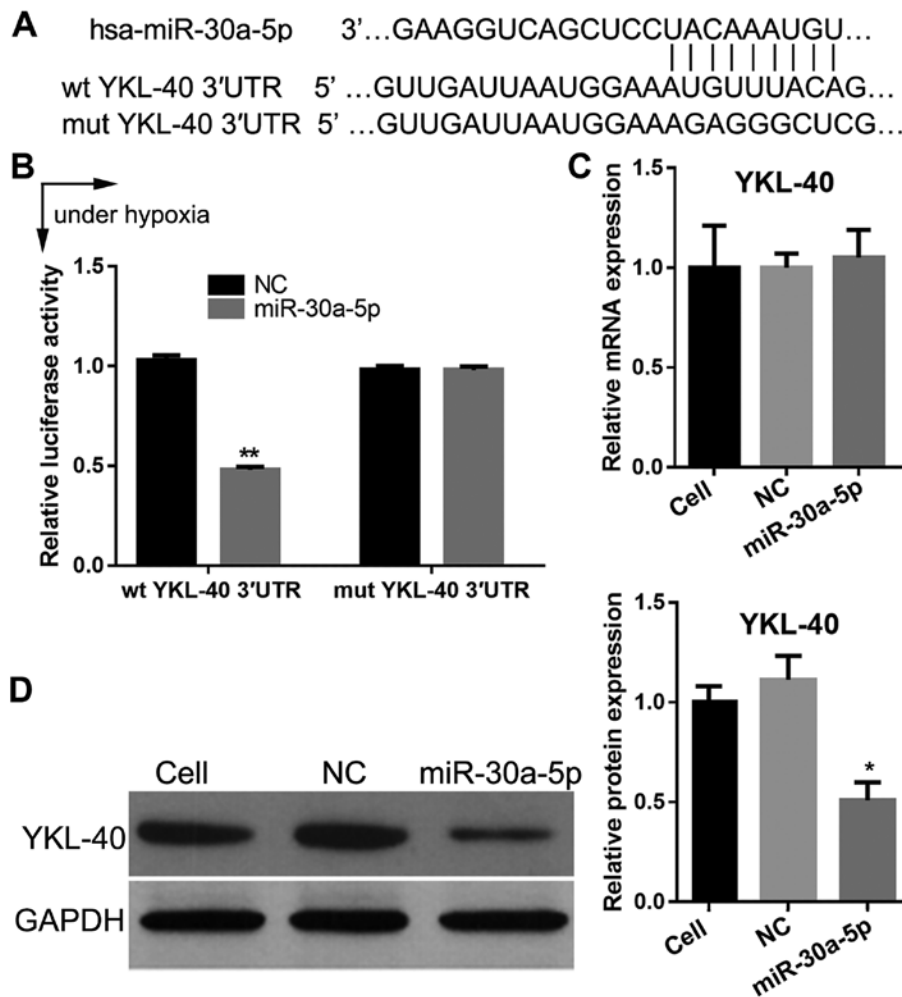 A
hsa-miR-30a-5p 3′…GAAGGUCAGCUCCUACAAAUGU…
wt YKL-40 3′UTR 5′ …GUUGAUUAAUGGAAAUGUUUACAG…
mut YKL-40 3′UTR 5′ …GUUGAUUAAUGGAAAGAGGGCUCG…
B
under hypoxia
Relative luciferase activity
1.5
1.0
0.5
0.0
NC
miR-30a-5p
**
wt YKL-40 3′UTR
mut YKL-40 3′UTR
C
YKL-40
Relative mRNA expression
1.5
1.0
0.5
0.0
Cell
NC
miR-30a-5p
YKL-40
Relative protein expression
1.5
1.0
0.5
0.0
*
Cell
NC
miR-30a-5p
D
Cell NC miR-30a-5p
YKL-40
GAPDH